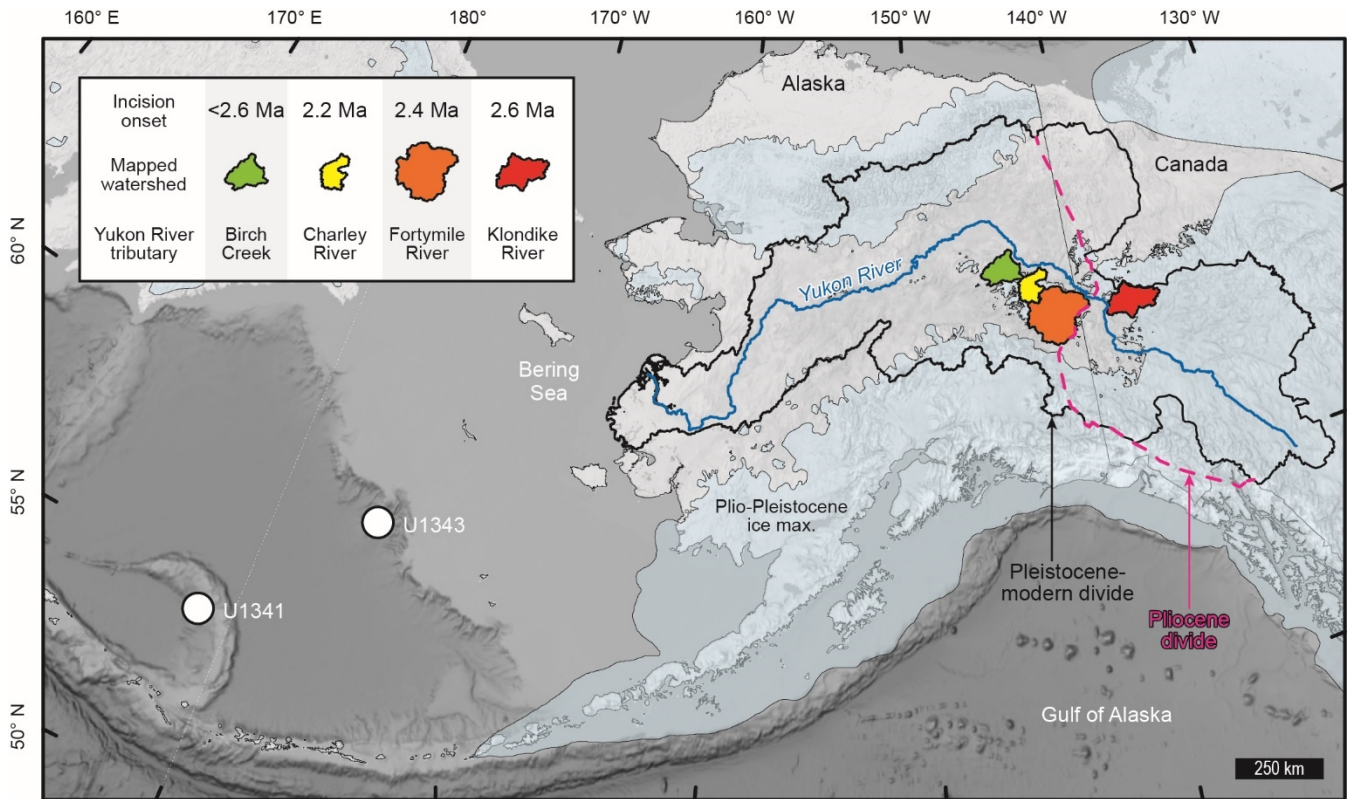 160° E 170° E 180° 170° W 160° W 150° W 140° W 130° W
Incision
onset
<2.6 Ma 2.2 Ma 2.4 Ma 2.6 Ma
Mapped
watershed
Yukon River
tributary
Birch
Creek
Charley
River
Fortymile
River
Klondike
River
Alaska
Canada
60° N
55° N
50° N
Yukon River
Bering
Sea
U1343
U1341
Plio-Pleistocene
ice max.
Pleistocene-
modern divide
Pliocene
divide
Gulf of Alaska
250 km